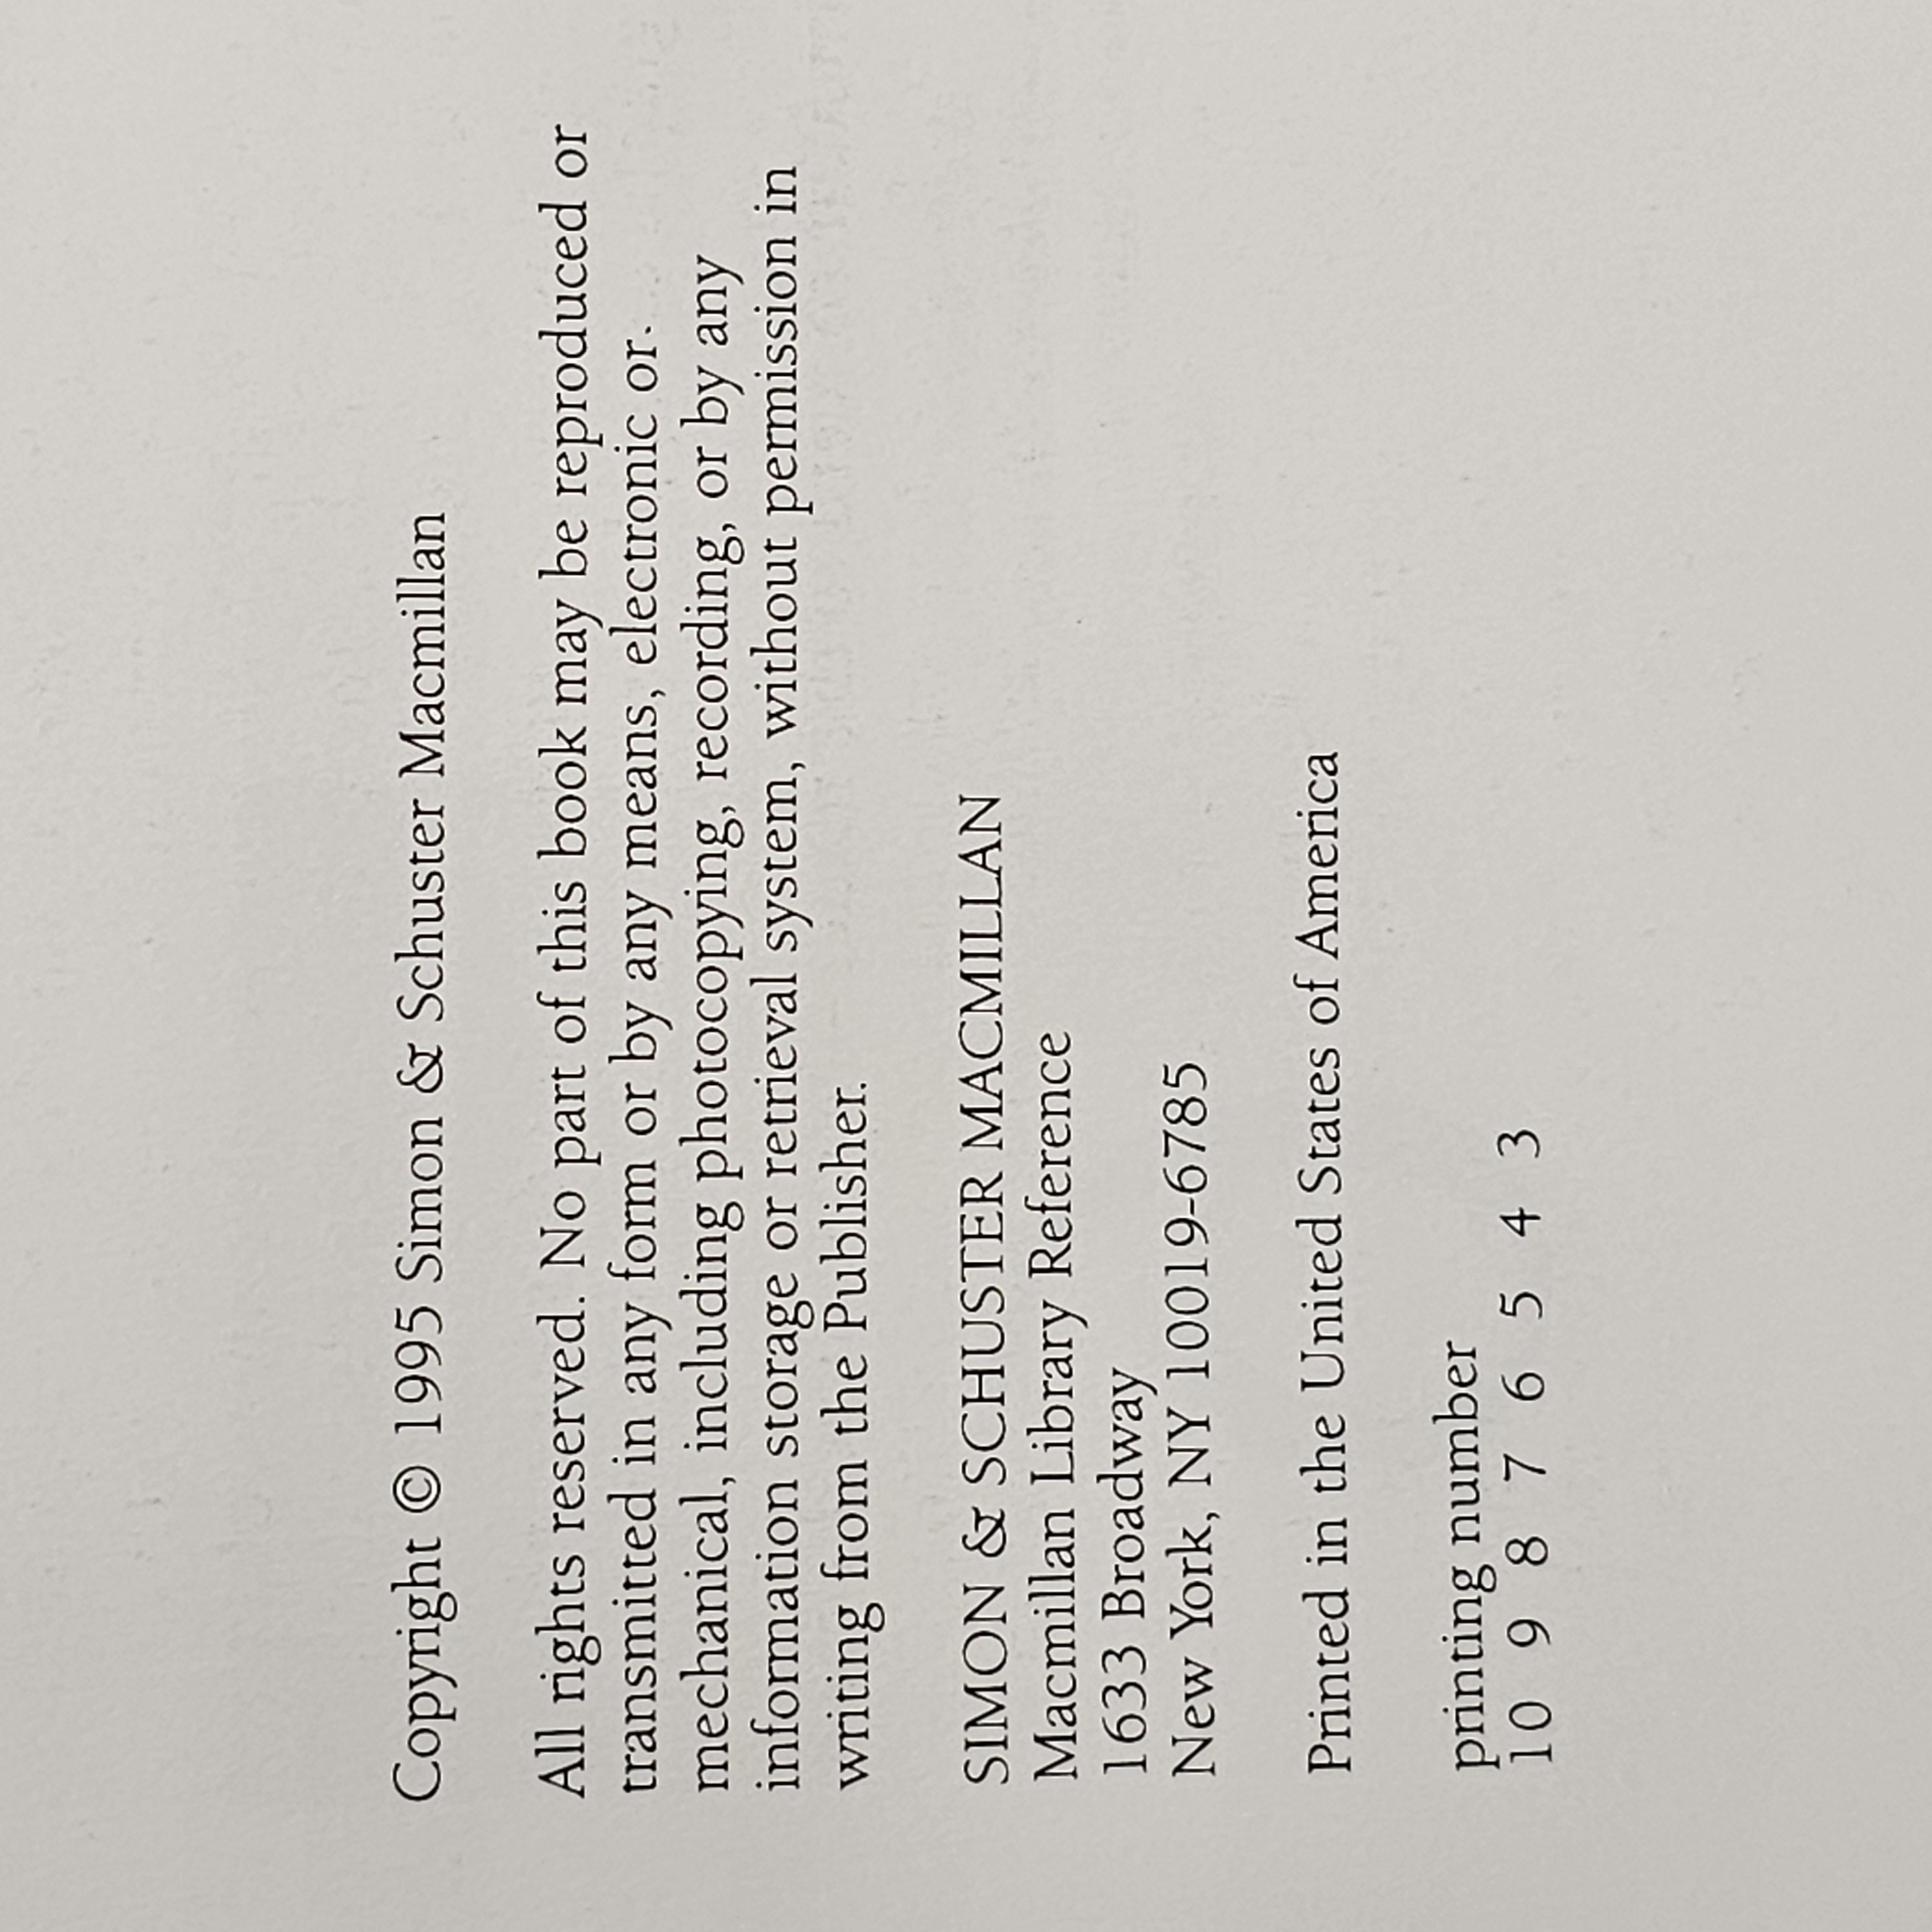 Copyright © 1995 Simon & Schuster Macmillan
All rights reserved. No part of this book may be reproduced or
transmitted in any form or by any means, electronic or.
mechanical, including photocopying, recording, or by any
information storage or retrieval system, without permission in
writing from the Publisher.
SIMON & SCHUSTER MACMILLAN
Macmillan Library Reference
1633 Broadway
New York, NY 10019-6785
Printed in the United States of America
printing number
10 9 8 7 6 5 4 3